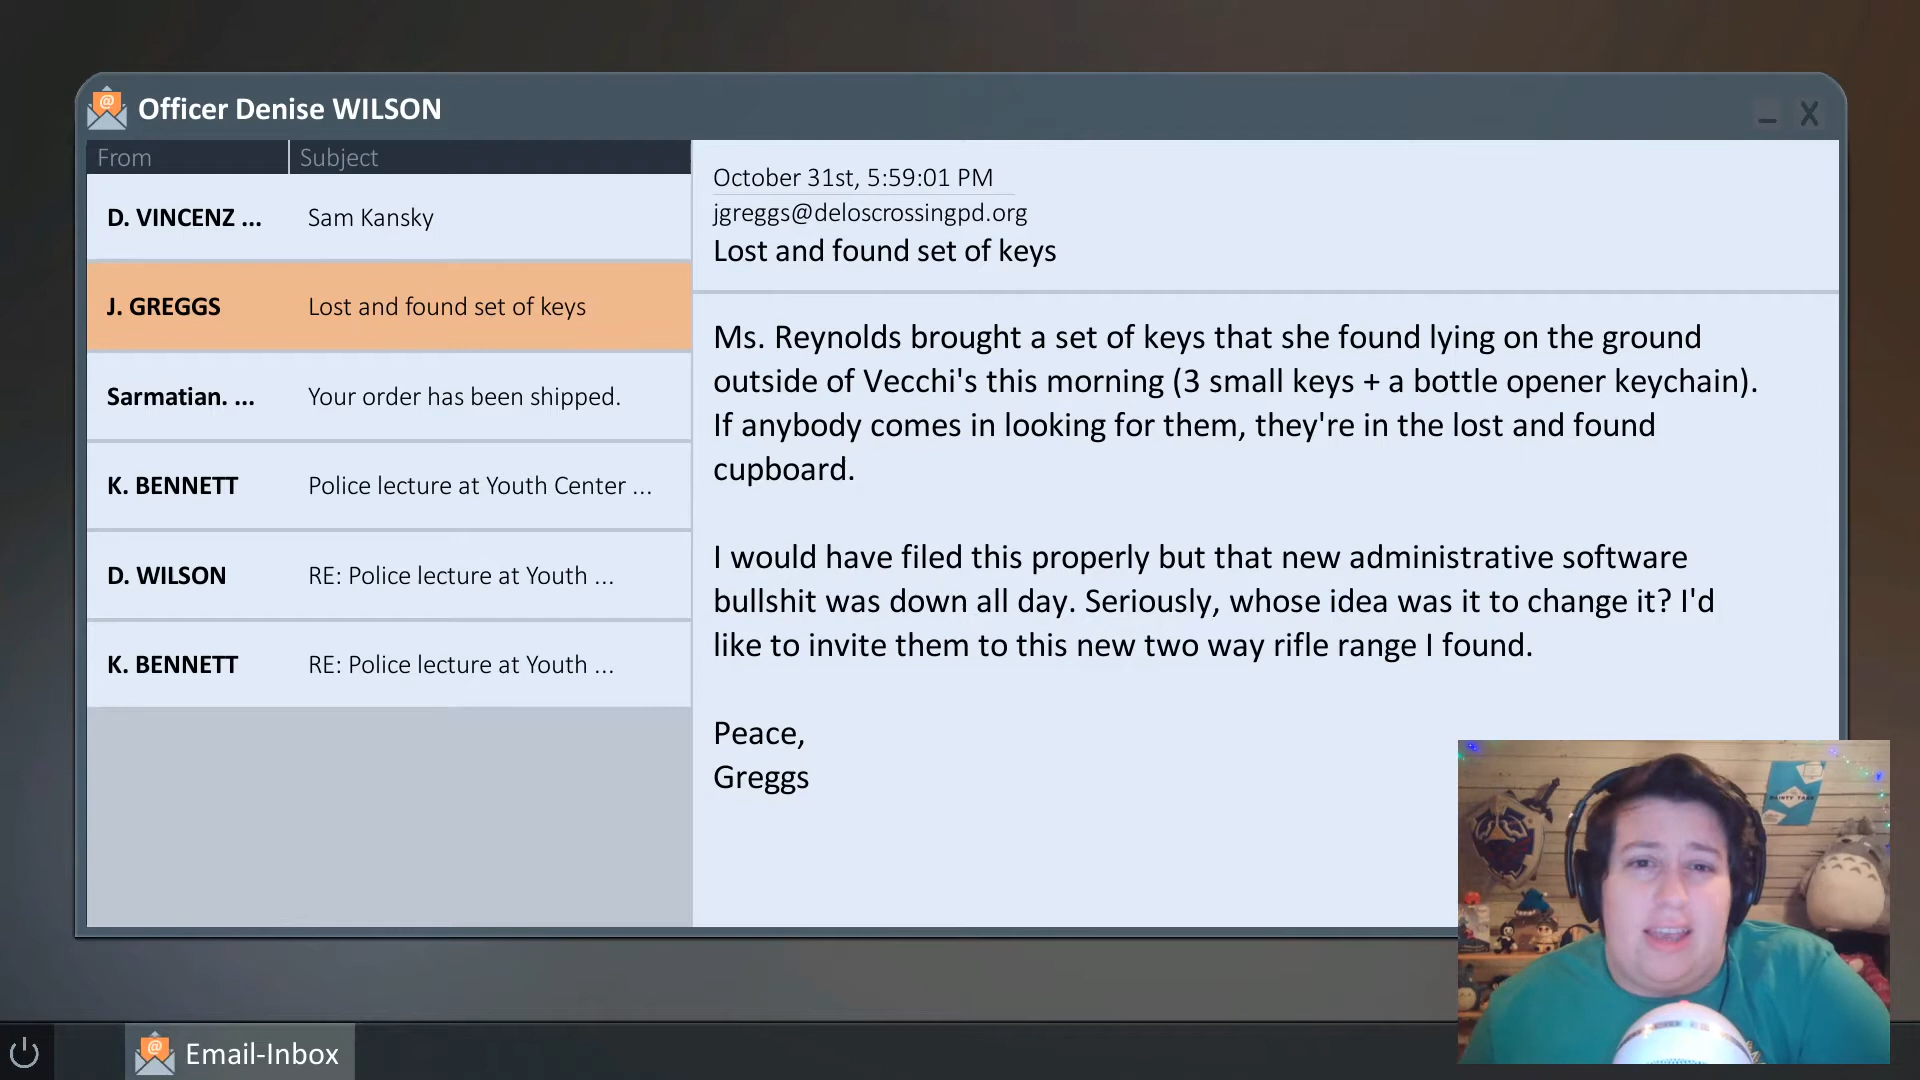 Officer Denise WILSON
From
Subject
D. VINCENZ ...
Sam Kansky
J. GREGGS
Lost and found set of keys
Sarmatian. ...
Your order has been shipped.
K. BENNETT
Police lecture at Youth Center ...
D. WILSON
RE: Police lecture at Youth ...
K. BENNETT
RE: Police lecture at Youth ...
October 31st, 5:59:01 PM
jgreggs@deloscrossingpd.org
Lost and found set of keys
Ms. Reynolds brought a set of keys that she found lying on the ground
outside of Vecchi's this morning (3 small keys + a bottle opener keychain).
If anybody comes in looking for them, they're in the lost and found
cupboard.
I would have filed this properly but that new administrative software
bullshit was down all day. Seriously, whose idea was it to change it? I'd
like to invite them to this new two way rifle range I found.
Peace,
Greggs
Email-Inbox